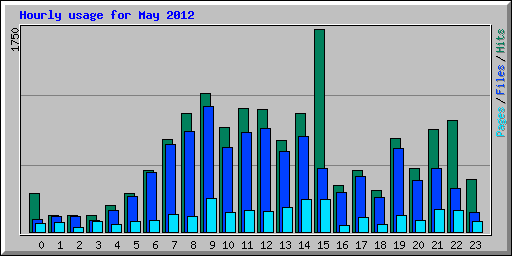 Hourly usage for May 2012
1750
Pages/Files/Hits
0 1 2 3 4 5 6 7 8 9 10 11 12 13 14 15 16 17 18 19 20 21 22 23